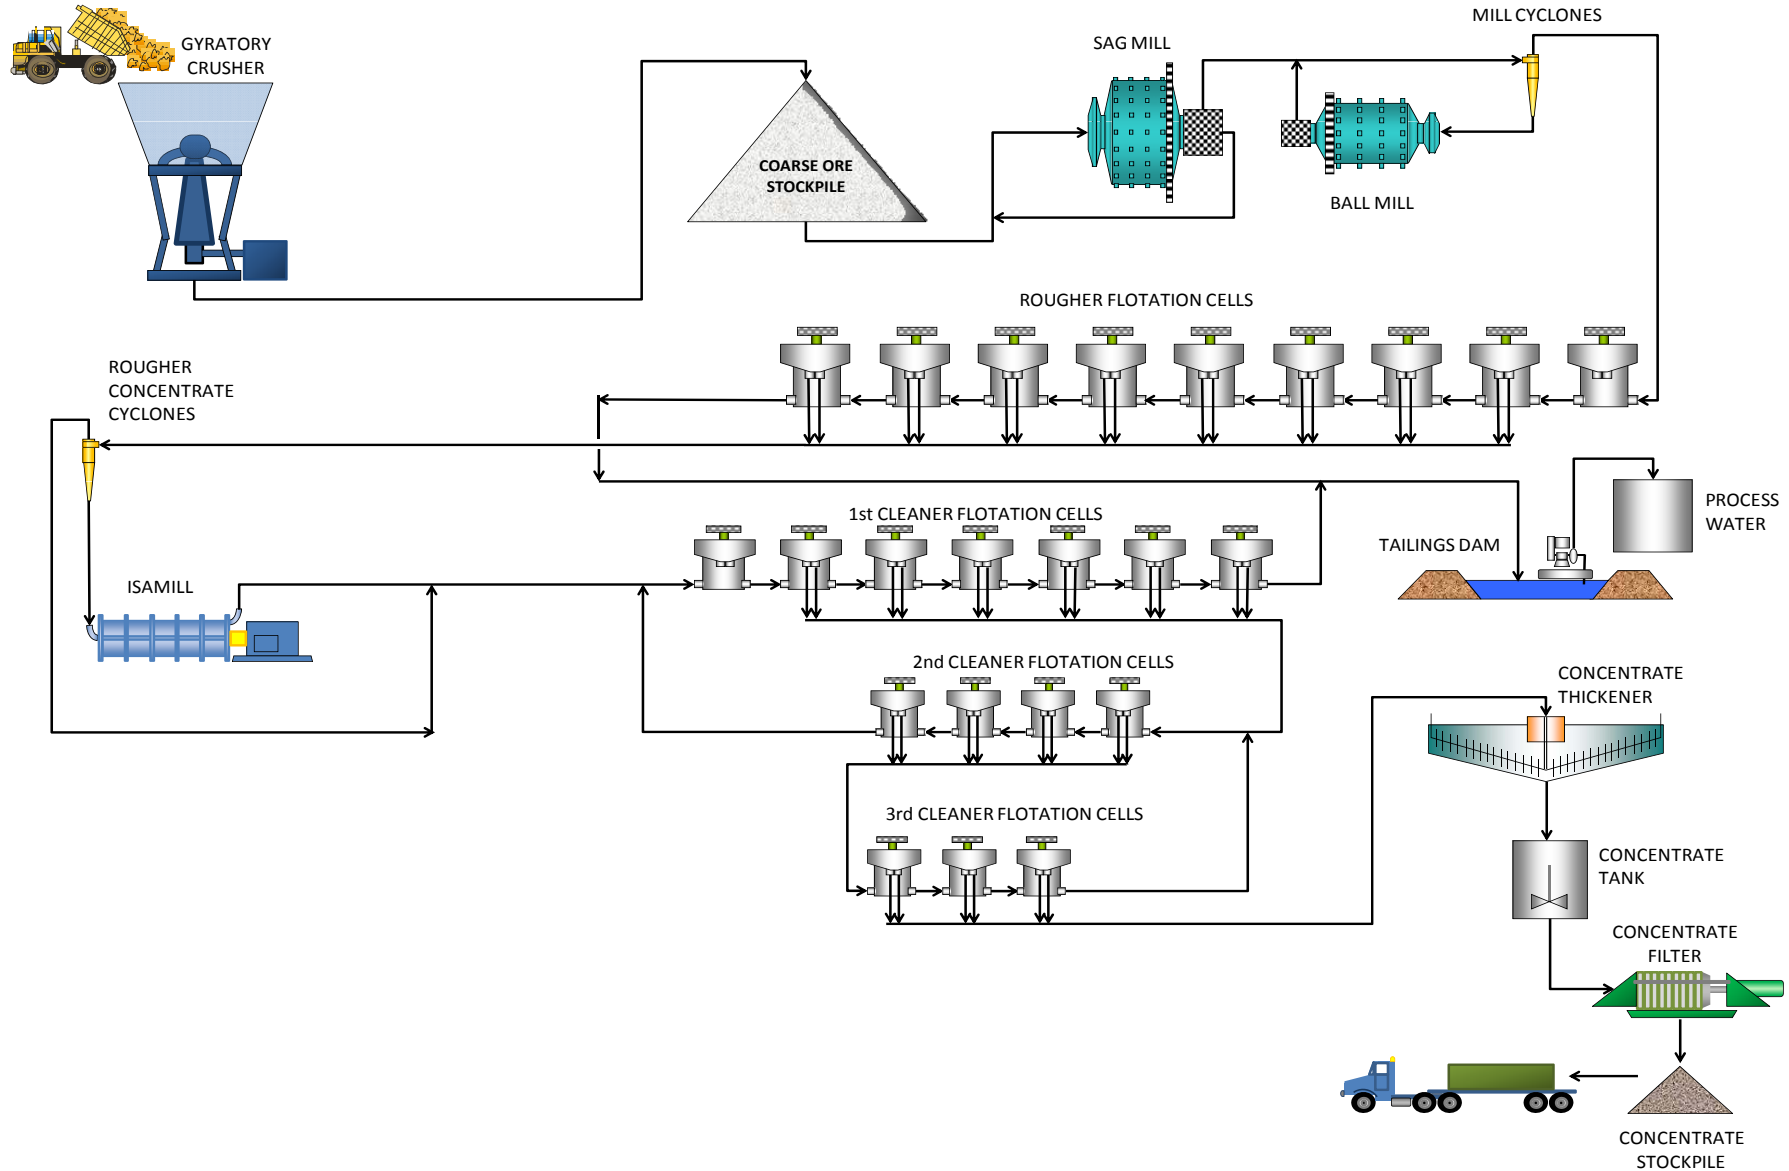 GYRATORY
CRUSHER
COARSE ORE
STOCKPILE
SAG MILL
MILL CYCLONES
BALL MILL
ROUGHER FLOTATION CELLS
ROUGHER
CONCENTRATE
CYCLONES
1st CLEANER FLOTATION CELLS
PROCESS
WATER
TAILINGS DAM
ISAMILL
2nd CLEANER FLOTATION CELLS
CONCENTRATE
THICKENER
3rd CLEANER FLOTATION CELLS
CONCENTRATE
TANK
CONCENTRATE
FILTER
CONCENTRATE
STOCKPILE